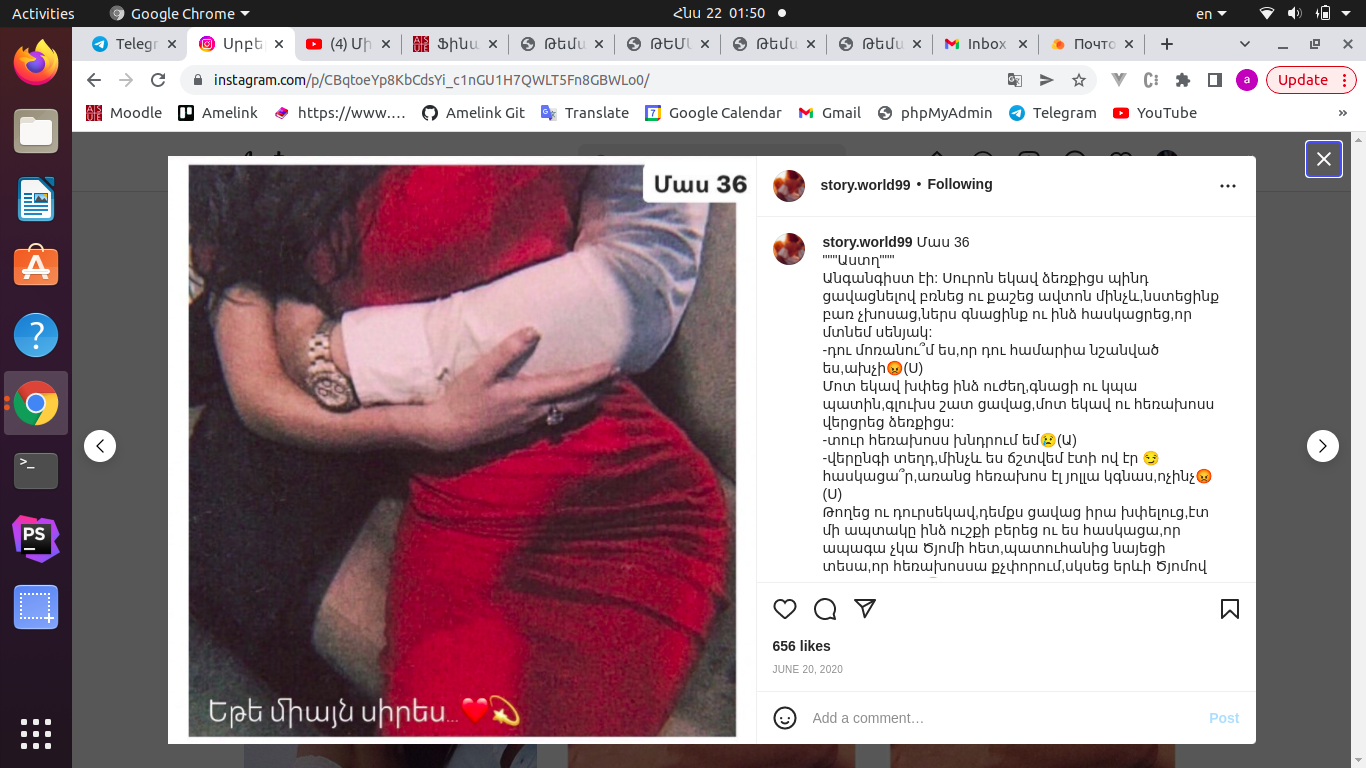 Activities
Google Chrome
Հնս 22 01:50
en
Telegr
Սրբե
(4) Մի
Ֆինա
Թեմա
ԹԵՄԱ
Թեմա
Թեմա
Inbox
Почто
instagram.com/p/CBqtoeYp8KbCdsYi_c1nGU1H7QWLT5Fn8GBWLo0/
a
Update
Moodle
Amelink
https://www.…
Amelink Git
Translate
Google Calendar
Gmail
phpMyAdmin
Telegram
YouTube
»
Մաս 36
Եթե միայն սիրես...❤️💫
story.world99 • Following
story.world99 Մաս 36
"""Աստղ"""
Անգանգիստ էի: Սուրոն եկավ ձեռքիցս պինդ
ցավացնելով բռնեց ու քաշեց ավտոն մինչև,նստեցինք
բառ չխոսաց,ներս գնացինք ու ինձ հասկացրեց,որ
մտնեմ սենյակ:
-դու մոռանու՞մ ես,որ դու համարիա նշանված
ես,ախչի😡(Ս)
Մոտ եկավ խփեց ինձ ուժեղ,գնացի ու կպա
պատին,գլուխս շատ ցավաց,մոտ եկավ ու հեռախոսս
վերցրեց ձեռքիցս:
-տուր հեռախոսս խնդրում եմ😢(Ա)
-վերընգի տեղդ,մինչև ես ճշտվեմ էտի ով էր 😏
հասկացա՞ր,առանց հեռախոս էլ յոլլա կգնաս,ոչինչ😡
(Ս)
Թողեց ու դուրսեկավ,դեմքս ցավաց իրա խփելուց,էտ
մի ապտակը ինձ ուշքի բերեց ու ես հասկացա,որ
ապագա չկա Ծյոմի հետ,պատուհանից նայեցի
տեսա,որ հեռախոսսա քչփորում,սկսեց երևի Ծյոմով
656 likes
JUNE 20, 2020
Add a comment…
Post